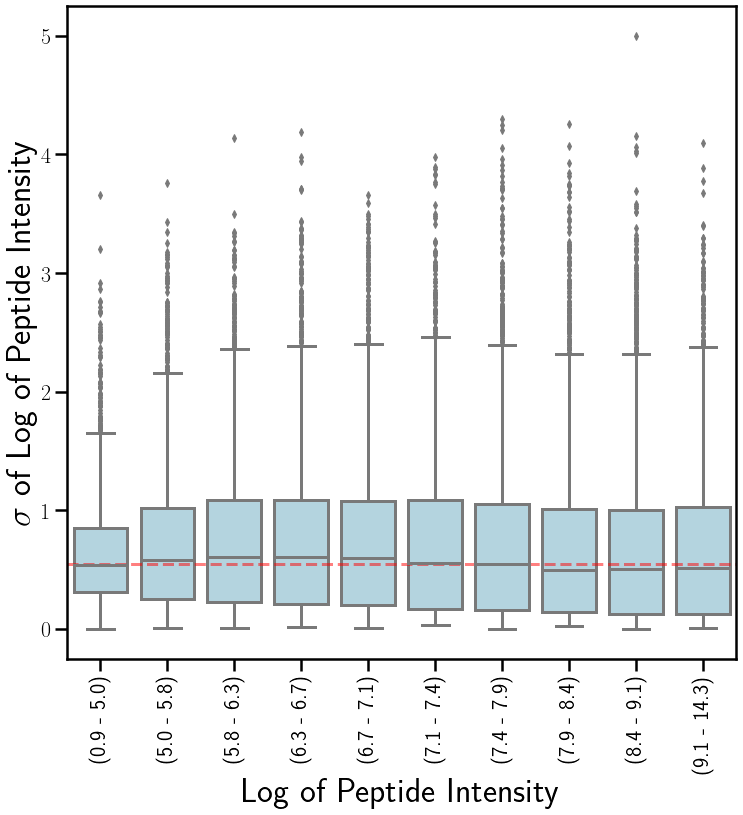 σ of Log of Peptide Intensity
5
4
3
2
1
0
(0.9 - 5.0)
(5.0 - 5.8)
(5.8 - 6.3)
(6.3 - 6.7)
(6.7 - 7.1)
(7.1 - 7.4)
(7.4 - 7.9)
(7.9 - 8.4)
(8.4 - 9.1)
(9.1 - 14.3)
Log of Peptide Intensity